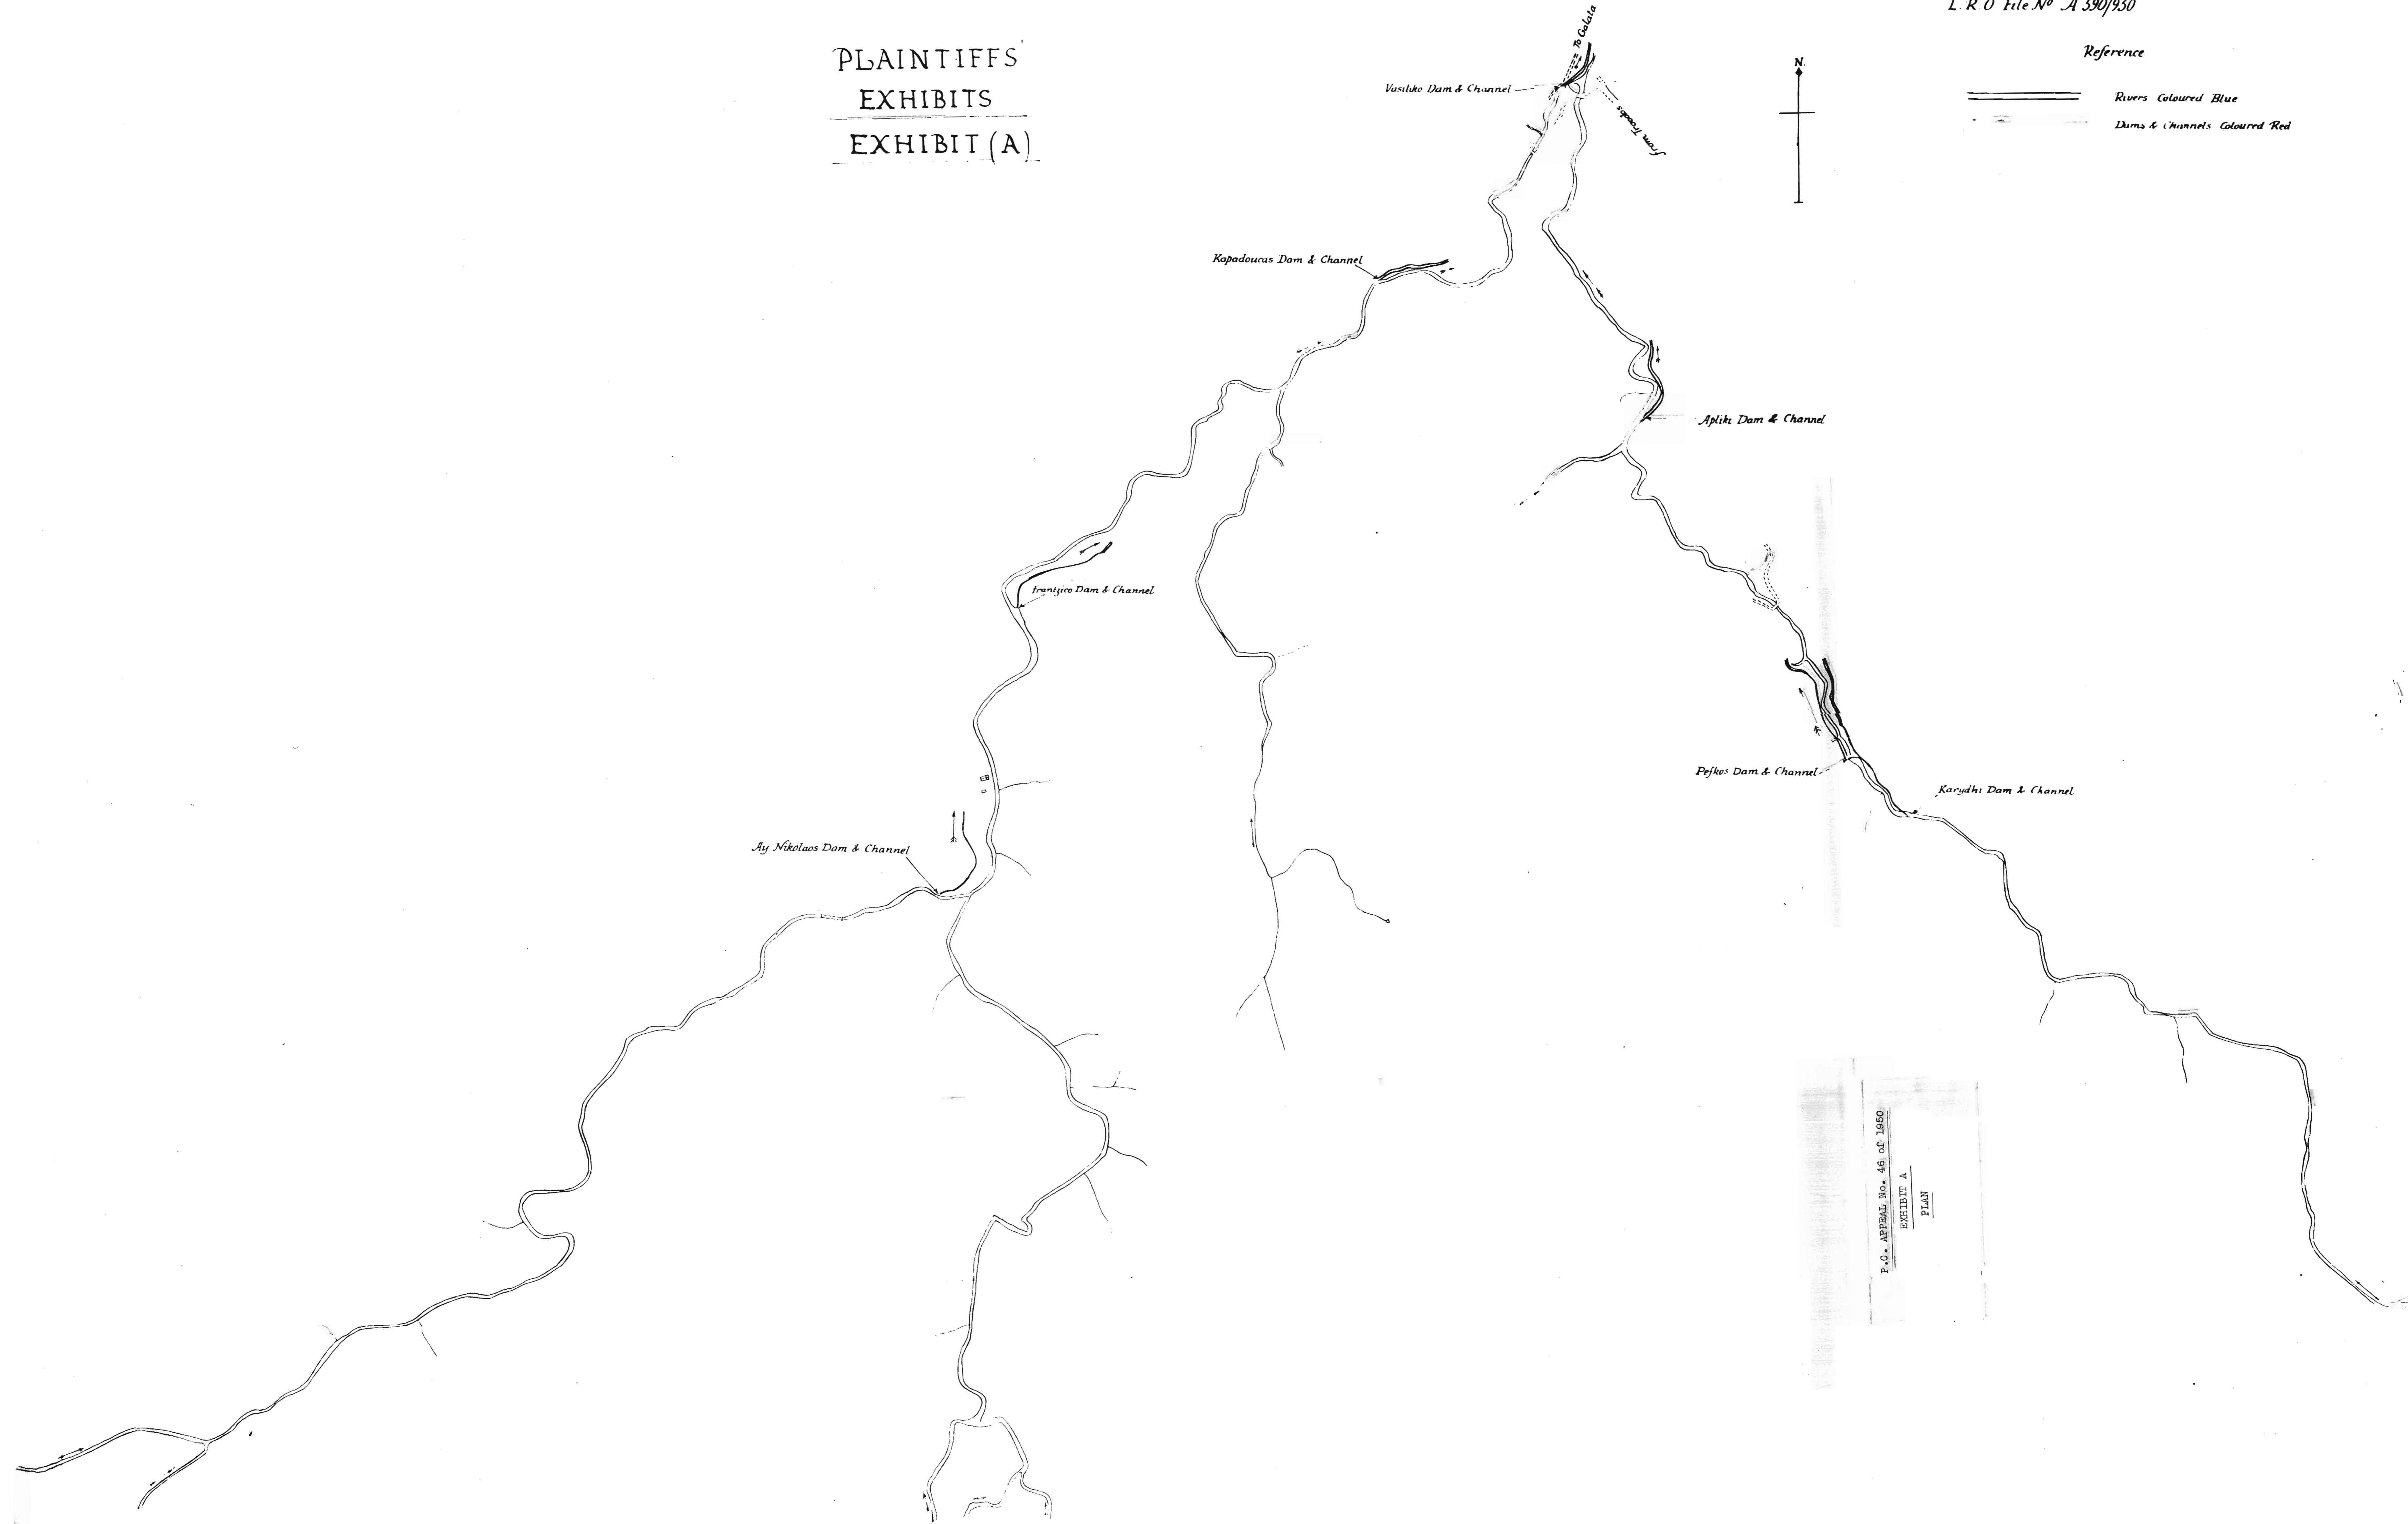 L. R O File Nº A 390/950
PLAINTIFFS'
EXHIBITS
EXHIBIT (A)
To Galata
N.
Reference
Vasiliko Dam & Channel
From Troodos
Rivers Coloured Blue
Dams & Channels Coloured Red
Kapadoucas Dam & Channel
Apliki Dam & Channel
Frantzico Dam & Channel
Pefkos Dam & Channel
Karydhi Dam & Channel
Ay. Nikolaos Dam & Channel
P.C. APPEAL No. 46 of 1950
EXHIBIT A
PLAN